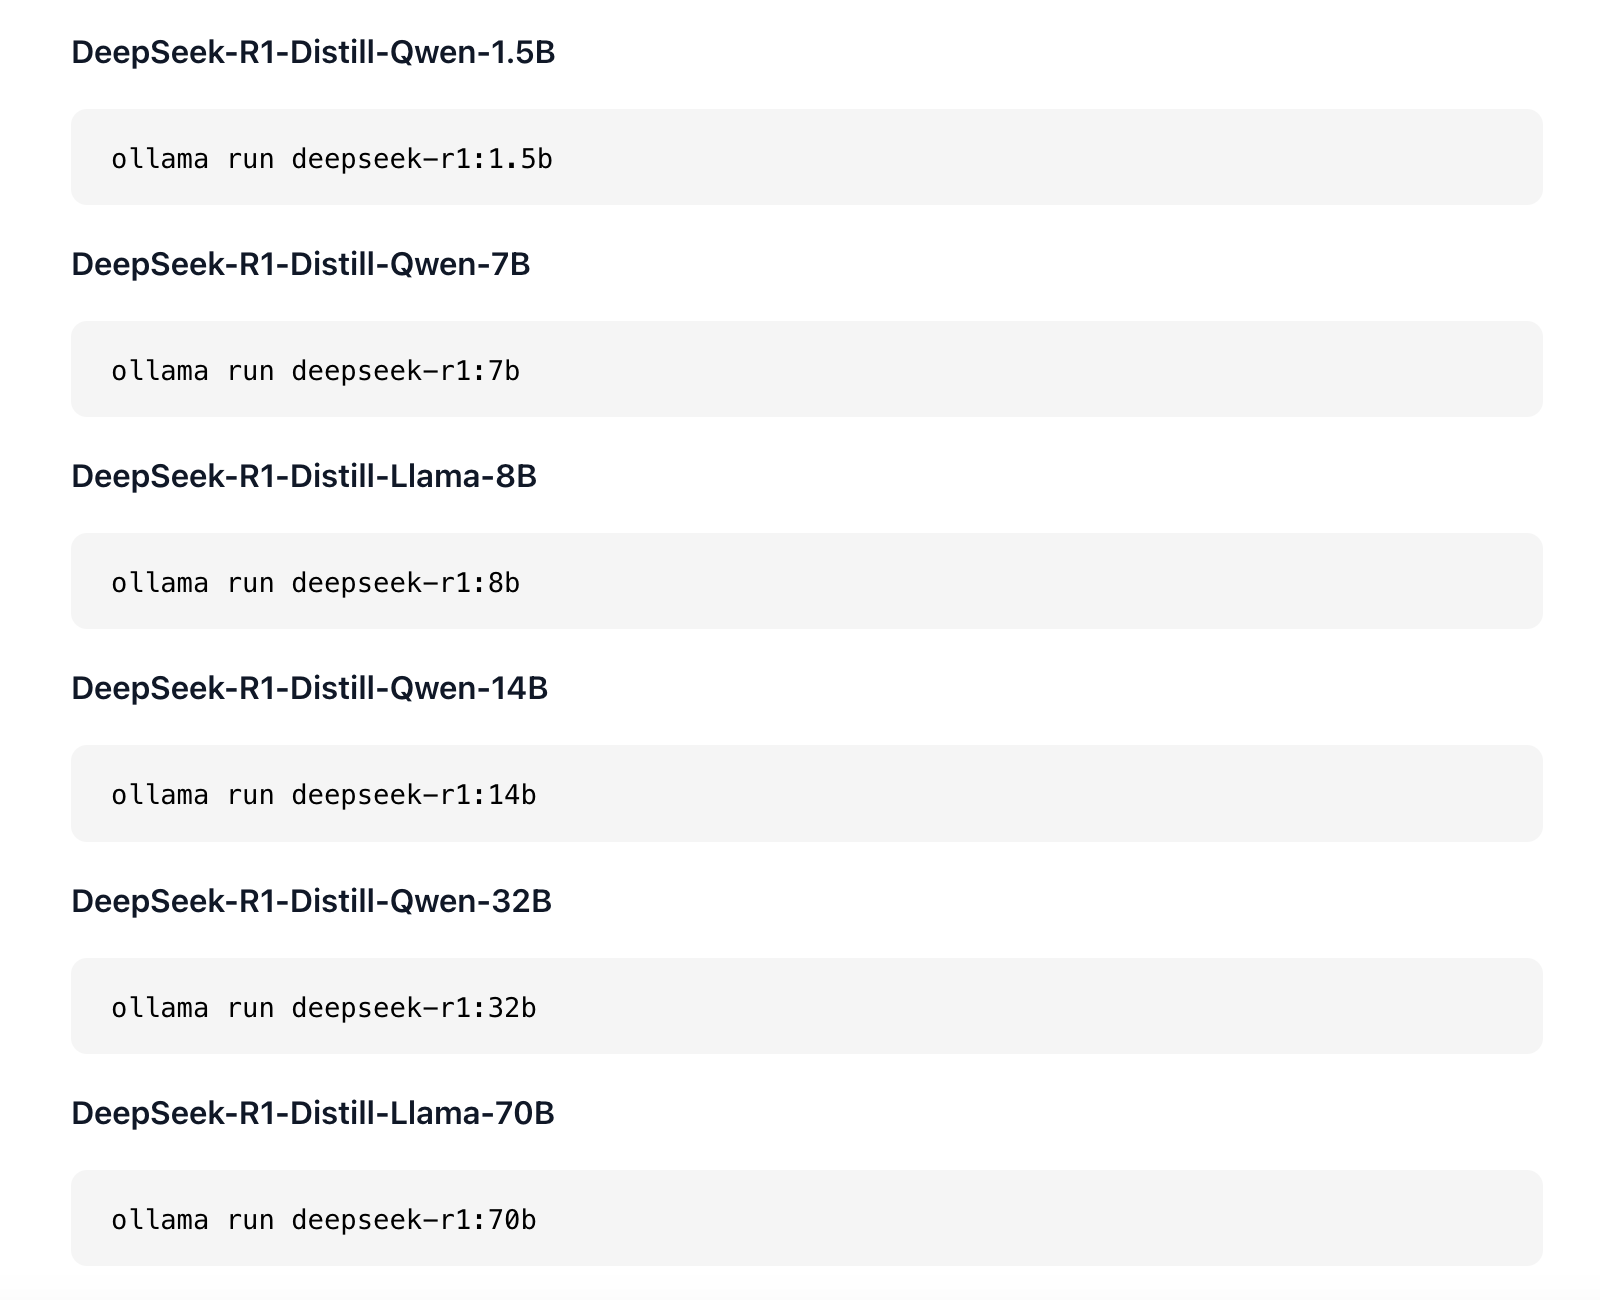 DeepSeek-R1-Distill-Qwen-1.5B
ollama run deepseek-r1:1.5b
DeepSeek-R1-Distill-Qwen-7B
ollama run deepseek-r1:7b
DeepSeek-R1-Distill-Llama-8B
ollama run deepseek-r1:8b
DeepSeek-R1-Distill-Qwen-14B
ollama run deepseek-r1:14b
DeepSeek-R1-Distill-Qwen-32B
ollama run deepseek-r1:32b
DeepSeek-R1-Distill-Llama-70B
ollama run deepseek-r1:70b